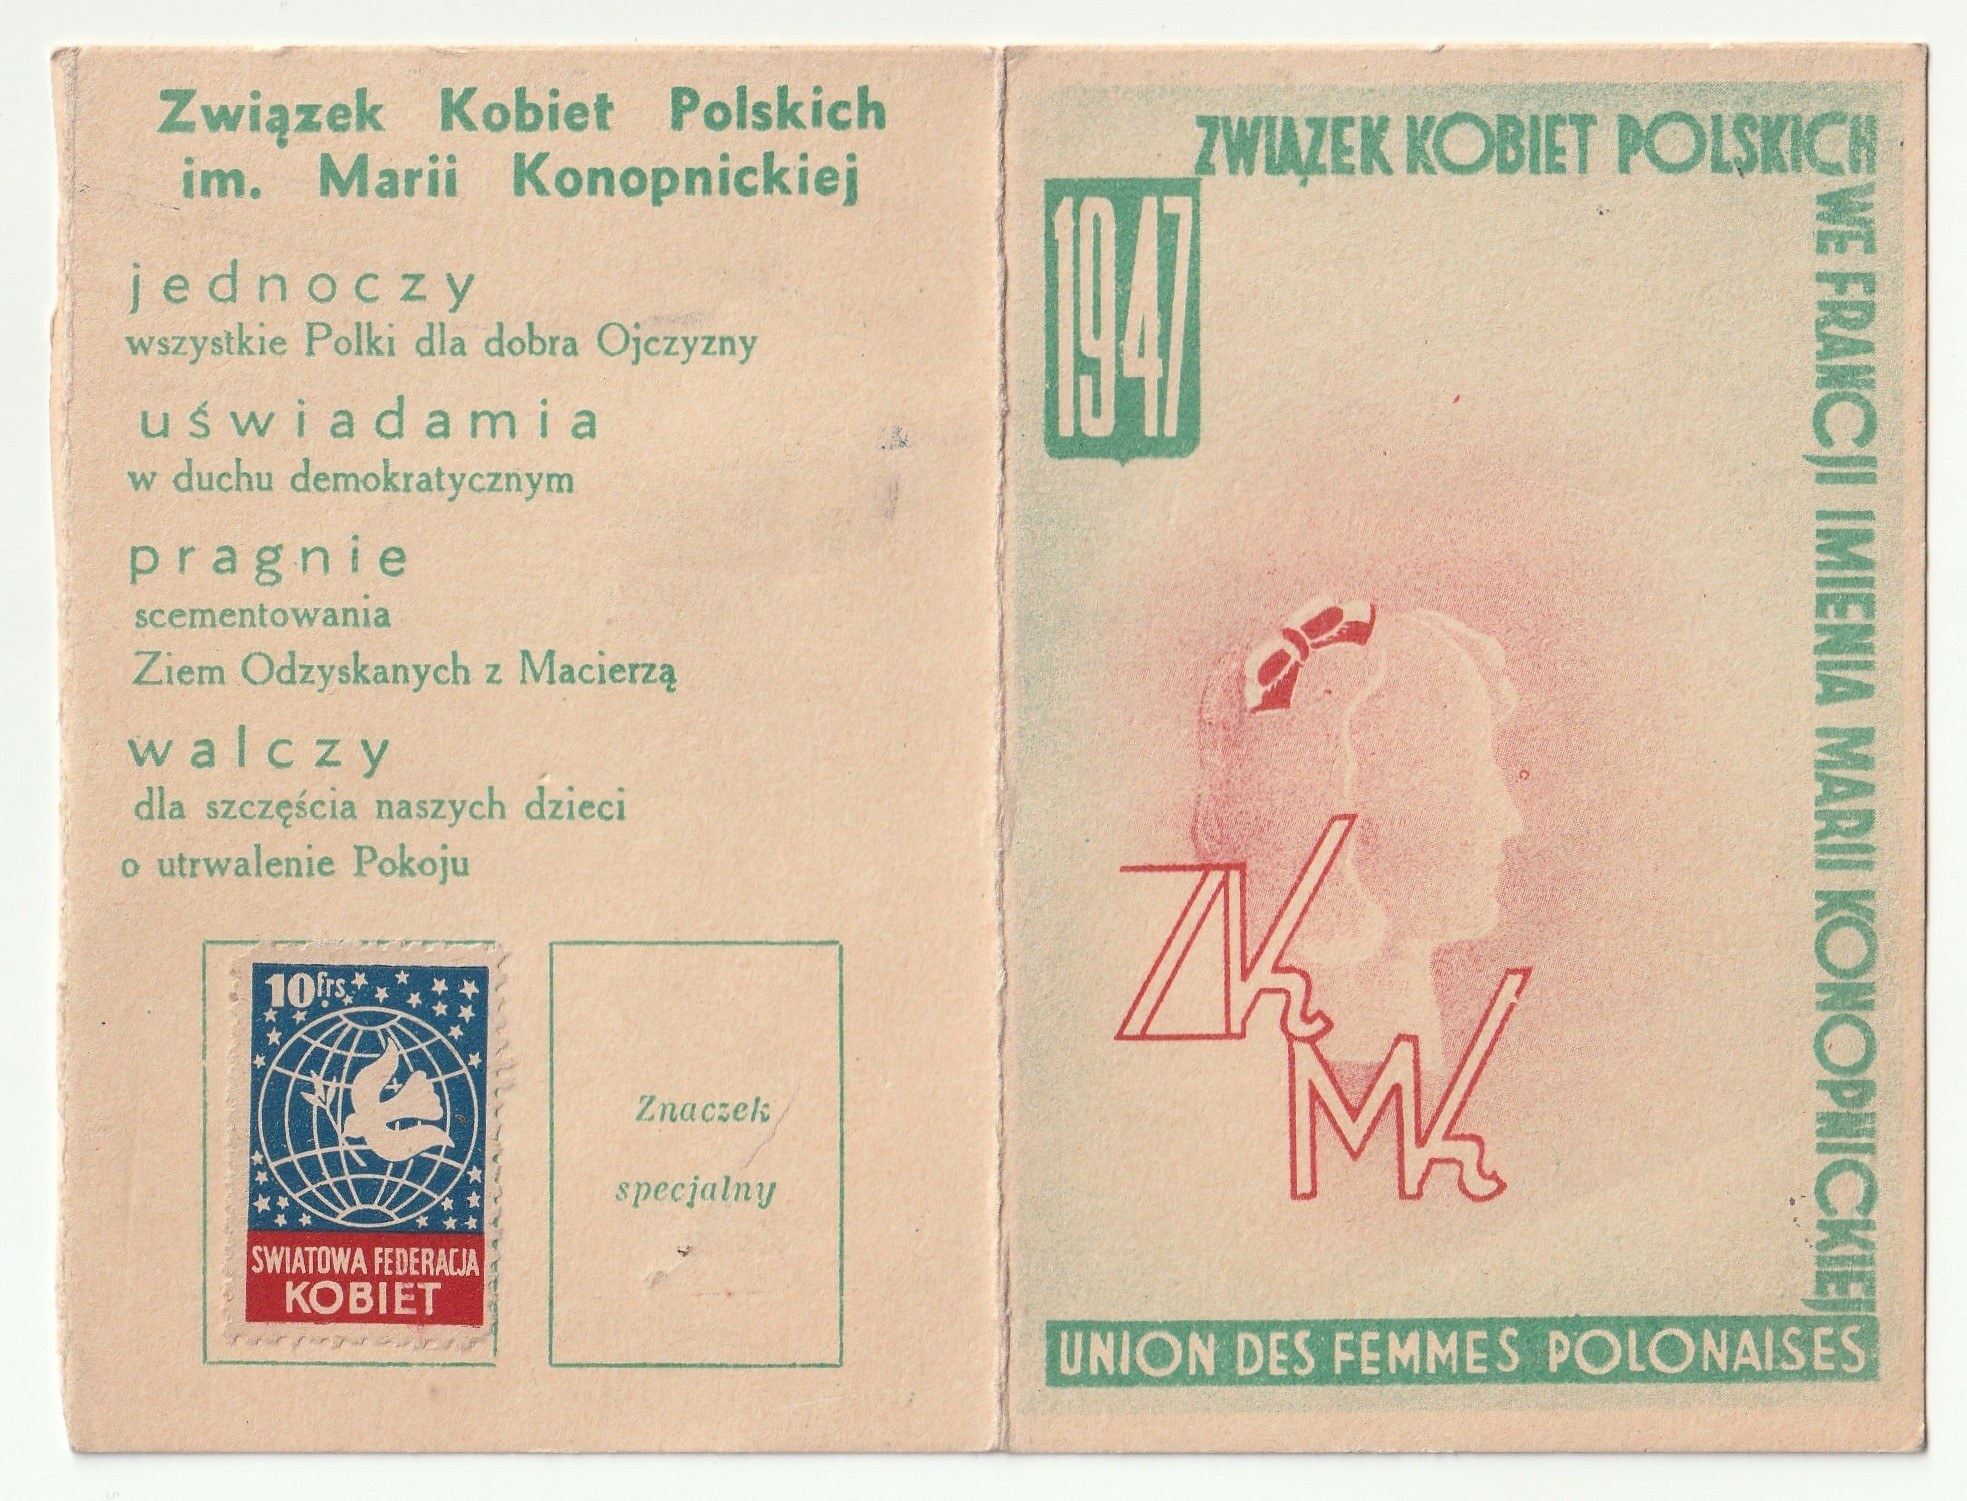 Związek Kobiet Polskich
im. Marii Konopnickiej
jednoczy
wszystkie Polki dla dobra Ojczyzny
uświadamia
w duchu demokratycznym
pragnie
scementowania
Ziem Odzyskanych z Macierzą
walczy
dla szczęścia naszych dzieci
o utrwalenie Pokoju
10 frs.
SWIATOWA FEDERACJA
KOBIET
Znaczek
specjalny
ZWIĄZEK KOBIET POLSKICH
WE FRANCJI IMIENIA MARII KONOPNICKIEJ
1947
ZK
MK
UNION DES FEMMES POLONAISES